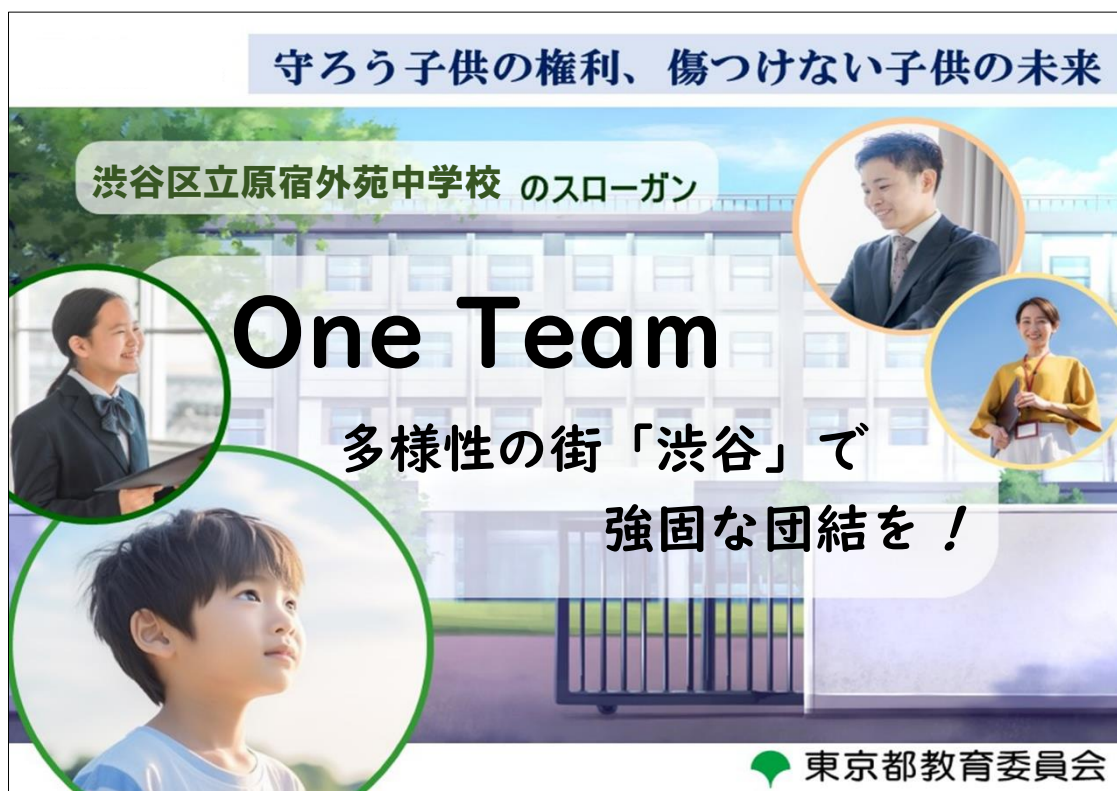 守ろう子供の権利、傷つけない子供の未来
渋谷区立原宿外苑中学校 のスローガン
One Team
多様性の街「渋谷」で
強固な団結を！
東京都教育委員会